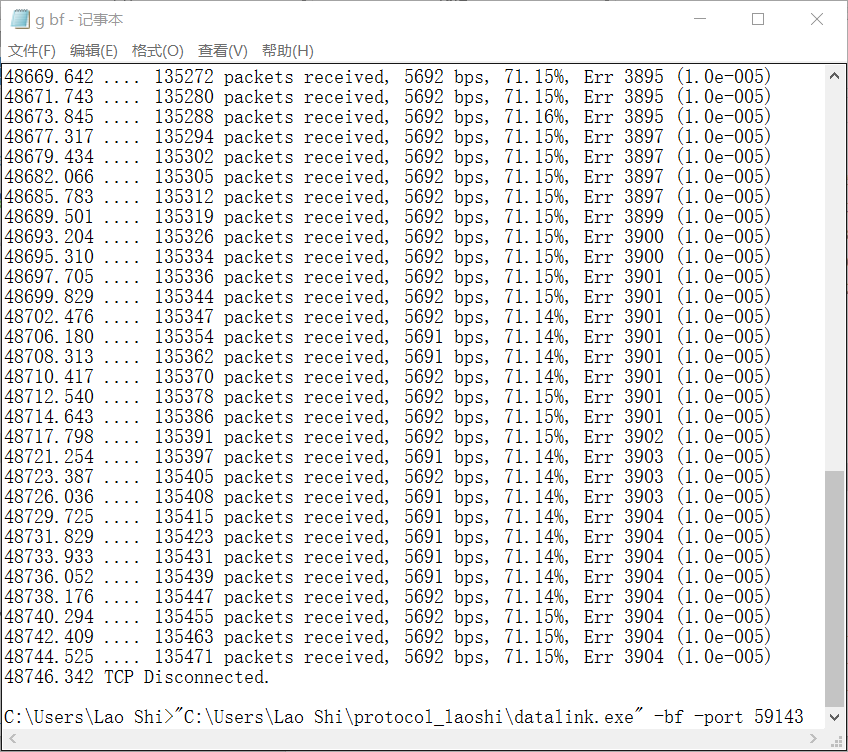 g bf - 记事本
文件(F) 编辑(E) 格式(O) 查看(V) 帮助(H)
48669.642 .... 135272 packets received, 5692 bps, 71.15%, Err 3895 (1.0e-005)
48671.743 .... 135280 packets received, 5692 bps, 71.15%, Err 3895 (1.0e-005)
48673.845 .... 135288 packets received, 5692 bps, 71.16%, Err 3895 (1.0e-005)
48677.317 .... 135294 packets received, 5692 bps, 71.15%, Err 3897 (1.0e-005)
48679.434 .... 135302 packets received, 5692 bps, 71.15%, Err 3897 (1.0e-005)
48682.066 .... 135305 packets received, 5692 bps, 71.15%, Err 3897 (1.0e-005)
48685.783 .... 135312 packets received, 5692 bps, 71.15%, Err 3897 (1.0e-005)
48689.501 .... 135319 packets received, 5692 bps, 71.15%, Err 3899 (1.0e-005)
48693.204 .... 135326 packets received, 5692 bps, 71.15%, Err 3900 (1.0e-005)
48695.310 .... 135334 packets received, 5692 bps, 71.15%, Err 3900 (1.0e-005)
48697.705 .... 135336 packets received, 5692 bps, 71.15%, Err 3901 (1.0e-005)
48699.829 .... 135344 packets received, 5692 bps, 71.15%, Err 3901 (1.0e-005)
48702.476 .... 135347 packets received, 5692 bps, 71.14%, Err 3901 (1.0e-005)
48706.180 .... 135354 packets received, 5691 bps, 71.14%, Err 3901 (1.0e-005)
48708.313 .... 135362 packets received, 5691 bps, 71.14%, Err 3901 (1.0e-005)
48710.417 .... 135370 packets received, 5692 bps, 71.14%, Err 3901 (1.0e-005)
48712.540 .... 135378 packets received, 5692 bps, 71.15%, Err 3901 (1.0e-005)
48714.643 .... 135386 packets received, 5692 bps, 71.15%, Err 3901 (1.0e-005)
48717.798 .... 135391 packets received, 5692 bps, 71.15%, Err 3902 (1.0e-005)
48721.254 .... 135397 packets received, 5691 bps, 71.14%, Err 3903 (1.0e-005)
48723.387 .... 135405 packets received, 5692 bps, 71.14%, Err 3903 (1.0e-005)
48726.036 .... 135408 packets received, 5691 bps, 71.14%, Err 3903 (1.0e-005)
48729.725 .... 135415 packets received, 5691 bps, 71.14%, Err 3904 (1.0e-005)
48731.829 .... 135423 packets received, 5691 bps, 71.14%, Err 3904 (1.0e-005)
48733.933 .... 135431 packets received, 5691 bps, 71.14%, Err 3904 (1.0e-005)
48736.052 .... 135439 packets received, 5691 bps, 71.14%, Err 3904 (1.0e-005)
48738.176 .... 135447 packets received, 5692 bps, 71.14%, Err 3904 (1.0e-005)
48740.294 .... 135455 packets received, 5692 bps, 71.15%, Err 3904 (1.0e-005)
48742.409 .... 135463 packets received, 5692 bps, 71.15%, Err 3904 (1.0e-005)
48744.525 .... 135471 packets received, 5692 bps, 71.15%, Err 3904 (1.0e-005)
48746.342 TCP Disconnected.
C:\Users\Lao Shi>"C:\Users\Lao Shi\protocol_laoshi\datalink.exe" -bf -port 59143